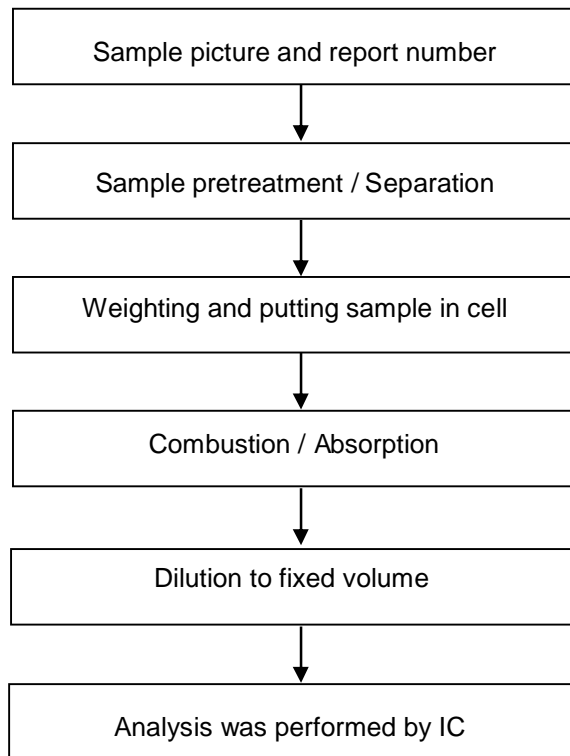 Sample picture and report number
Sample pretreatment / Separation
Weighting and putting sample in cell
Combustion / Absorption
Dilution to fixed volume
Analysis was performed by IC